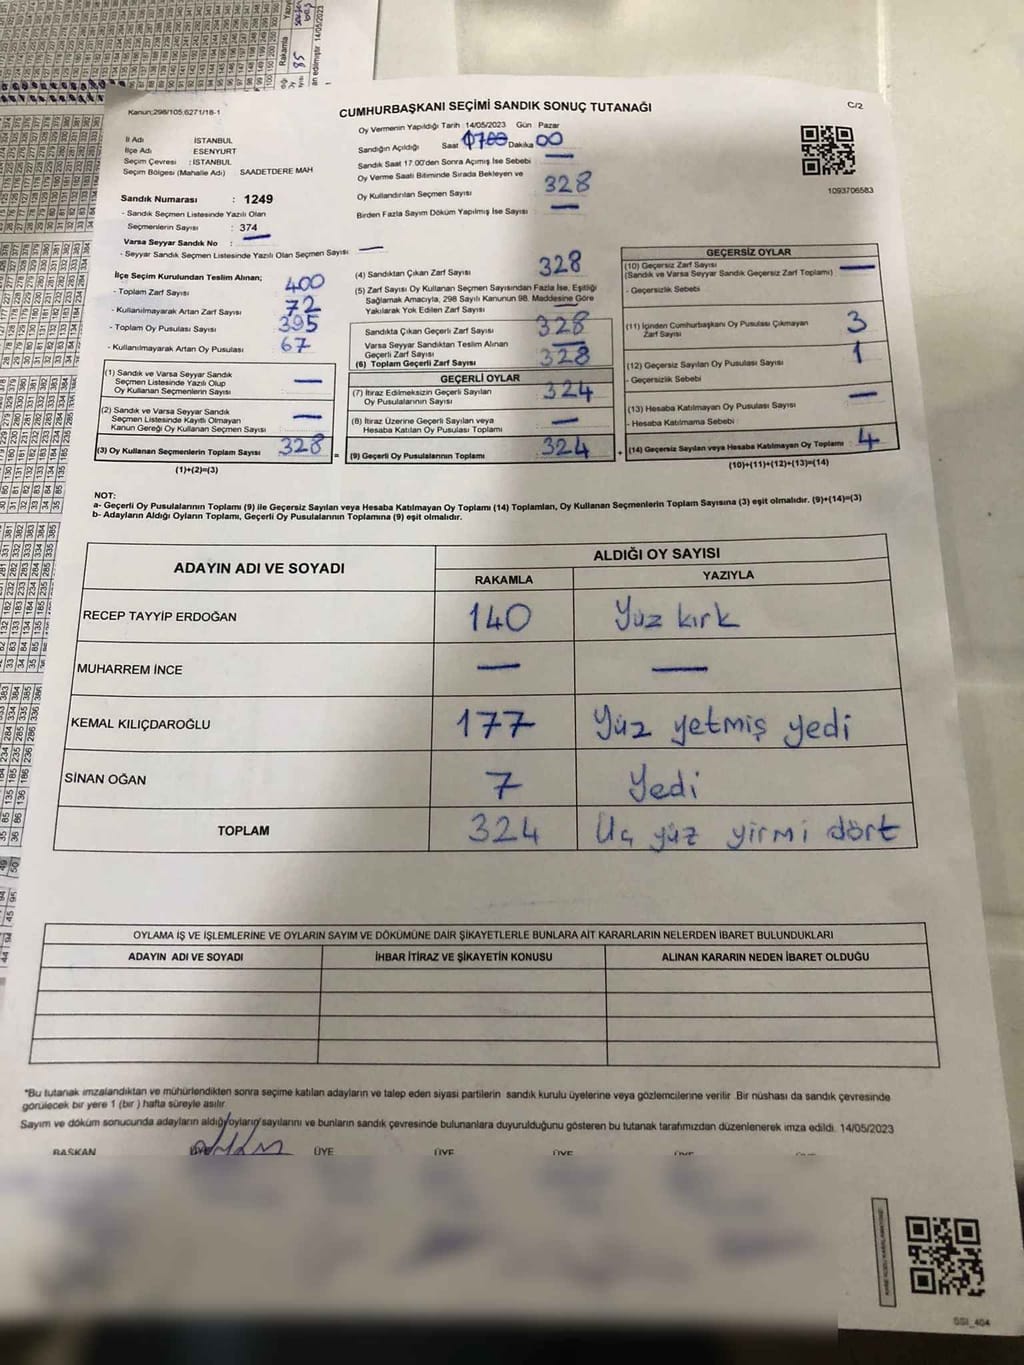 Kanun;298/105;6271/18-1
CUMHURBAŞKANI SEÇİMİ SANDIK SONUÇ TUTANAĞI
C/2
İl Adı : İSTANBUL
İlçe Adı : ESENYURT
Seçim Çevresi : İSTANBUL
Seçim Bölgesi (Mahalle Adı) SAADETDERE MAH
Sandık Numarası : 1249
- Sandık Seçmen Listesinde Yazılı Olan
Seçmenlerin Sayısı : 374
Varsa Seyyar Sandık No : —
- Seyyar Sandık Seçmen Listesinde Yazılı Olan Seçmen Sayısı —
Oy Vermenin Yapıldığı Tarih : 14/05/2023 Gün : Pazar
Sandığın Açıldığı Saat 1700 Dakika 00
Sandık Saat 17.00'den Sonra Açımış İse Sebebi —
Oy Verme Saati Bitiminde Sırada Bekleyen ve
Oy Kullandırılan Seçmen Sayısı 328
Birden Fazla Sayım Döküm Yapılmış İse Sayısı —
1093706583
İlçe Seçim Kurulundan Teslim Alınan;
- Toplam Zarf Sayısı 400
- Kullanılmayarak Artan Zarf Sayısı 72
- Toplam Oy Pusulası Sayısı 395
- Kullanılmayarak Artan Oy Pusulası 67
(1) Sandık ve Varsa Seyyar Sandık
Seçmen Listesinde Yazılı Olup
Oy Kullanan Seçmenlerin Sayısı —
(2) Sandık ve Varsa Seyyar Sandık
Seçmen Listesinde Kayıtlı Olmayan
Kanun Gereği Oy Kullanan Seçmen Sayısı —
(3) Oy Kullanan Seçmenlerin Toplam Sayısı 328
(1)+(2)=(3)
(4) Sandıktan Çıkan Zarf Sayısı 328
(5) Zarf Sayısı Oy Kullanan Seçmen Sayısından Fazla İse, Eşitliği
Sağlamak Amacıyla, 298 Sayılı Kanunun 98. Maddesine Göre
Yakılarak Yok Edilen Zarf Sayısı —
Sandıkta Çıkan Geçerli Zarf Sayısı 328
Varsa Seyyar Sandıktan Teslim Alınan
Geçerli Zarf Sayısı —
(6) Toplam Geçerli Zarf Sayısı 328
GEÇERLİ OYLAR
(7) İtiraz Edilmeksizin Geçerli Sayılan
Oy Pusulalarının Sayısı 324
(8) İtiraz Üzerine Geçerli Sayılan veya
Hesaba Katılan Oy Pusulası Toplamı —
= (9) Geçerli Oy Pusulalarının Toplamı 324
GEÇERSİZ OYLAR
(10) Geçersiz Zarf Sayısı —
(Sandık ve Varsa Seyyar Sandık Geçersiz Zarf Toplamı)
- Geçersizlik Sebebi
(11) İçinden Cumhurbaşkanı Oy Pusulası Çıkmayan
Zarf Sayısı 3
(12) Geçersiz Sayılan Oy Pusulası Sayısı 1
- Geçersizlik Sebebi
(13) Hesaba Katılmayan Oy Pusulası Sayısı —
- Hesaba Katılmama Sebebi
+ (14) Geçersiz Sayılan veya Hesaba Katılmayan Oy Toplamı 4
(10)+(11)+(12)+(13)=(14)
NOT:
a- Geçerli Oy Pusulalarının Toplamı (9) ile Geçersiz Sayılan veya Hesaba Katılmayan Oy Toplamı (14) Toplamları, Oy Kullanan Seçmenlerin Toplam Sayısına (3) eşit olmalıdır. (9)+(14)=(3)
b- Adayların Aldığı Oyların Toplamı, Geçerli Oy Pusulalarının Toplamına (9) eşit olmalıdır.
ADAYIN ADI VE SOYADI
ALDIĞI OY SAYISI
RAKAMLA YAZIYLA
RECEP TAYYİP ERDOĞAN 140 Yüz kırk
MUHARREM İNCE — —
KEMAL KILIÇDAROĞLU 177 Yüz yetmiş yedi
SİNAN OĞAN 7 Yedi
TOPLAM 324 Üç yüz yirmi dört
OYLAMA İŞ VE İŞLEMLERİNE VE OYLARIN SAYIM VE DÖKÜMÜNE DAİR ŞİKAYETLERLE BUNLARA AİT KARARLARIN NELERDEN İBARET BULUNDUKLARI
ADAYIN ADI VE SOYADI İHBAR İTİRAZ VE ŞİKAYETİN KONUSU ALINAN KARARIN NEDEN İBARET OLDUĞU
*Bu tutanak imzalandıktan ve mühürlendikten sonra seçime katılan adayların ve talep eden siyasi partilerin sandık kurulu üyelerine veya gözlemcilerine verilir. Bir nüshası da sandık çevresinde
görülecek bir yere 1 (bir) hafta süreyle asılır.
Sayım ve döküm sonucunda adayların aldığı oyların sayılarını ve bunların sandık çevresinde bulunanlara duyurulduğunu gösteren bu tutanak tarafımızdan düzenlenerek imza edildi. 14/05/2023
BAŞKAN ÜYE ÜYE ÜYE ÜYE
SSI_404